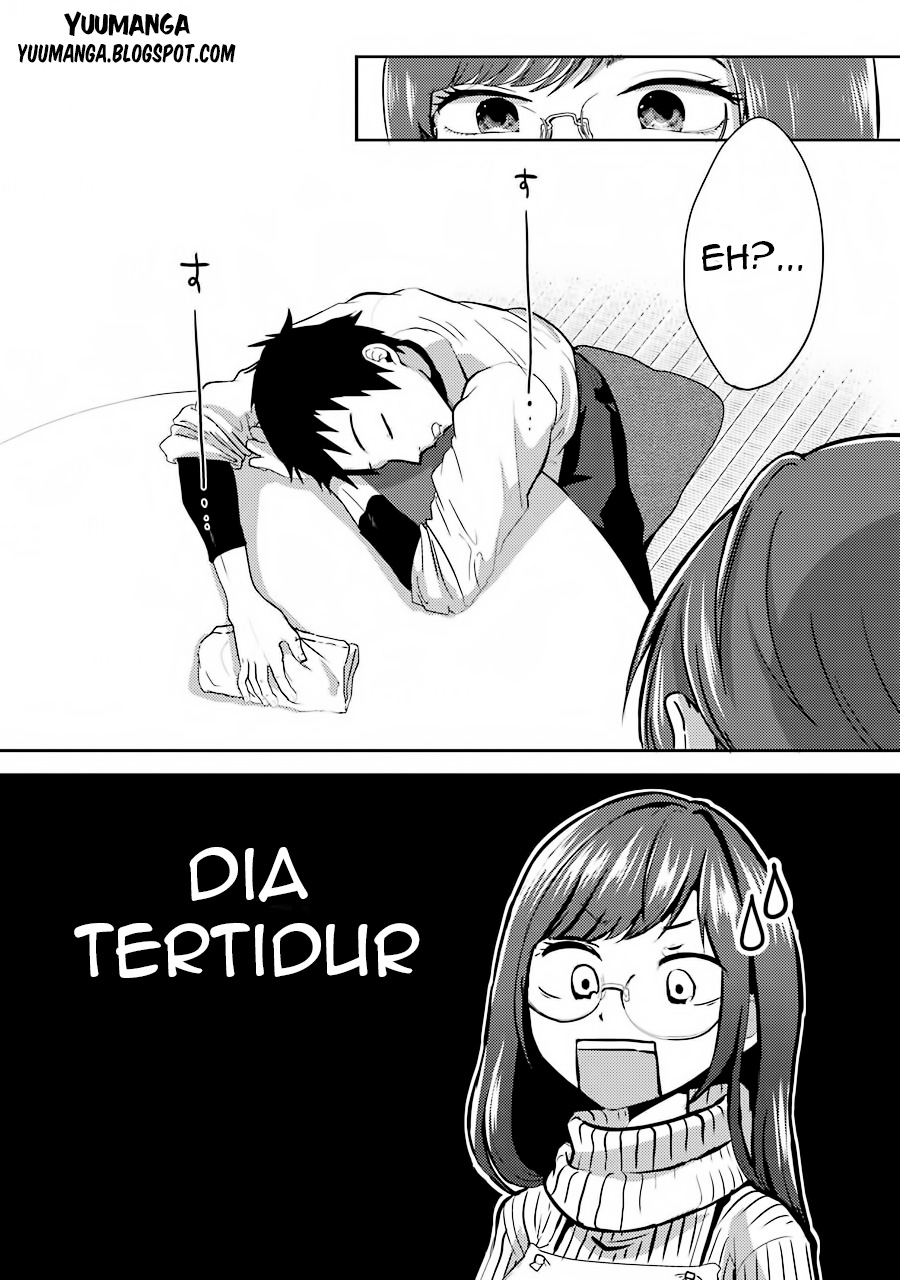 YUUMANGA
YUUMANGA.BLOGSPOT.COM
EH?...
す…
す…
DIA
TERTIDUR